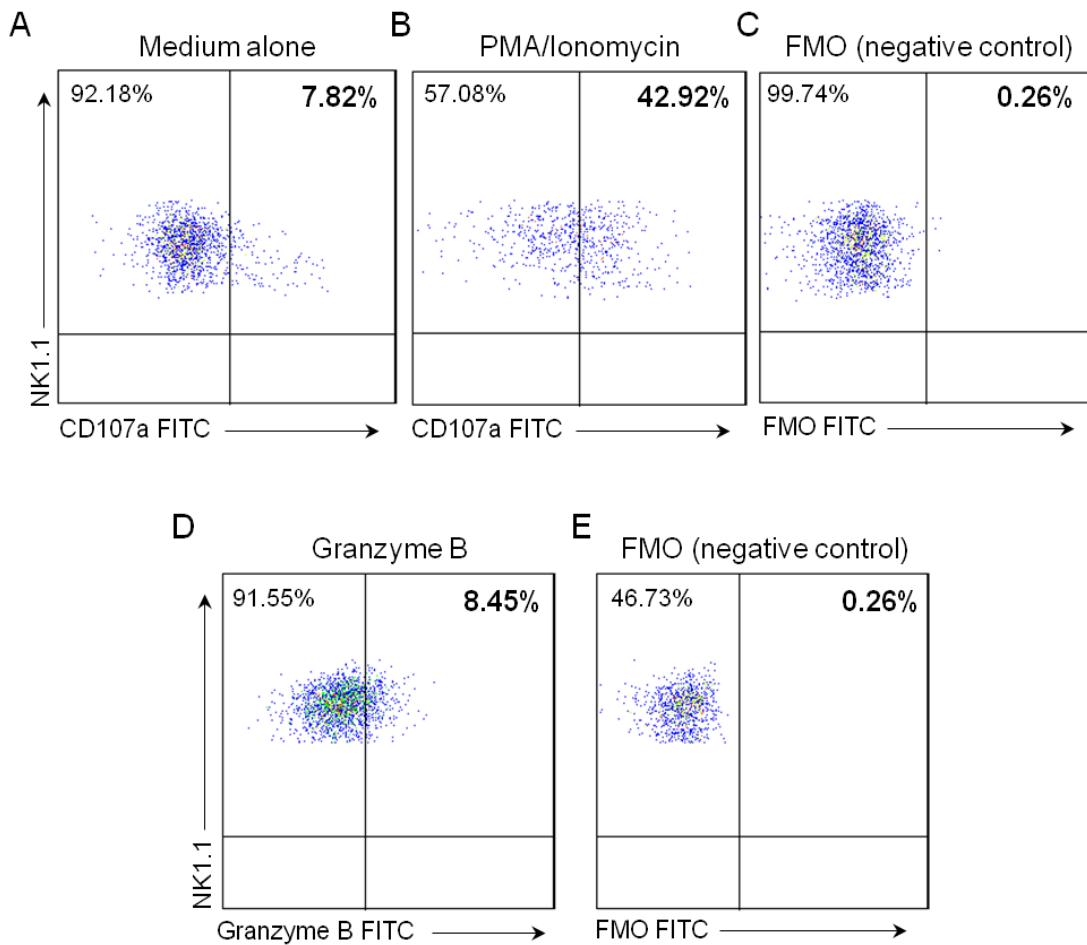 A
Medium alone
92.18%
7.82%
NK1.1
CD107a FITC
B
PMA/Ionomycin
57.08%
42.92%
CD107a FITC
C
FMO (negative control)
99.74%
0.26%
FMO FITC
D
Granzyme B
91.55%
8.45%
NK1.1
Granzyme B FITC
E
FMO (negative control)
46.73%
0.26%
FMO FITC